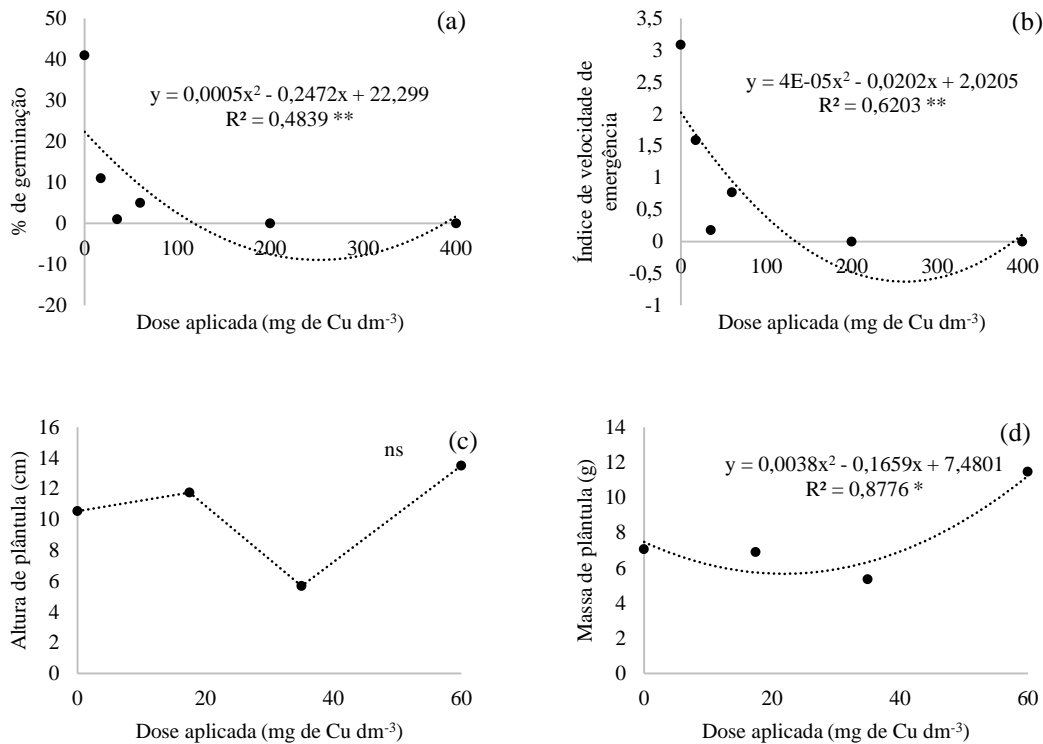 (a)
50
40
30
20
10
0
-10
-20
0
100
200
300
400
y = 0,0005x² - 0,2472x + 22,299
R² = 0,4839 **
% de germinação
Dose aplicada (mg de Cu dm⁻³)
(b)
3,5
3
2,5
2
1,5
1
0,5
0
-0,5
-1
0
100
200
300
400
y = 4E-05x² - 0,0202x + 2,0205
R² = 0,6203 **
Índice de velocidade de
emergência
Dose aplicada (mg de Cu dm⁻³)
(c)
ns
16
14
12
10
8
6
4
2
0
0
20
40
60
Altura de plântula (cm)
Dose aplicada (mg de Cu dm⁻³)
(d)
14
12
10
8
6
4
2
0
0
20
40
60
y = 0,0038x² - 0,1659x + 7,4801
R² = 0,8776 *
Massa de plântula (g)
Dose aplicada (mg de Cu dm⁻³)